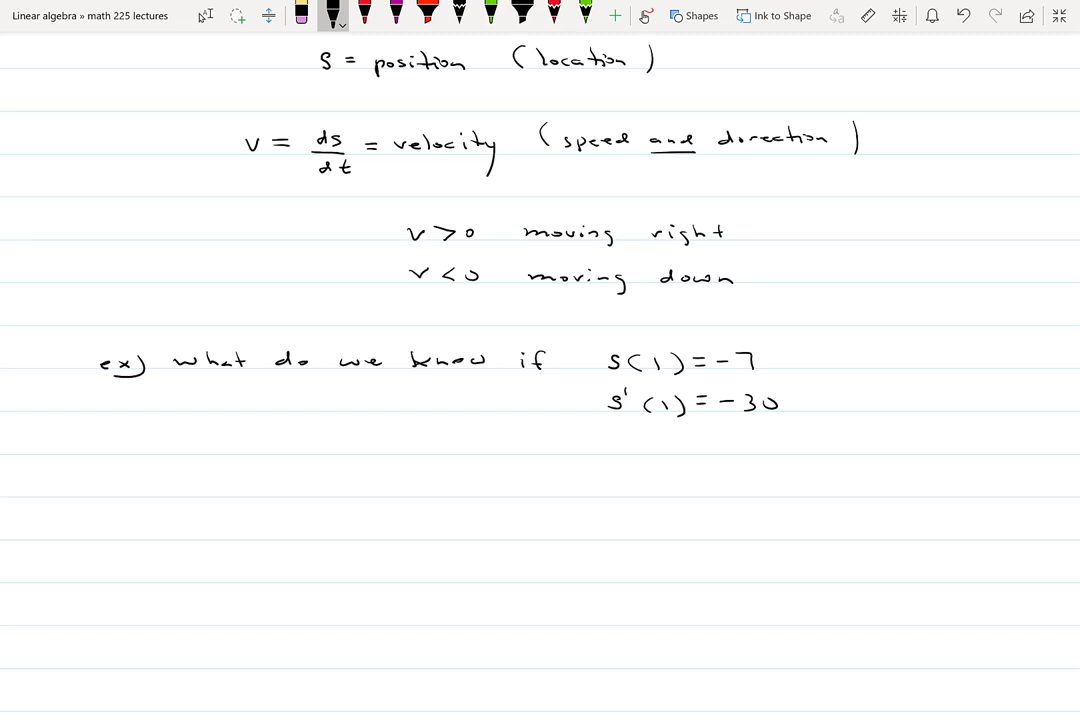 Linear algebra » math 225 lectures
Shapes
Ink to Shape
s = position (location)
v = ds/dt = velocity (speed and dorection)
v > 0 moving right
v < 0 moving down
ex) what do we know if s(1) = -7
s'(1) = -30